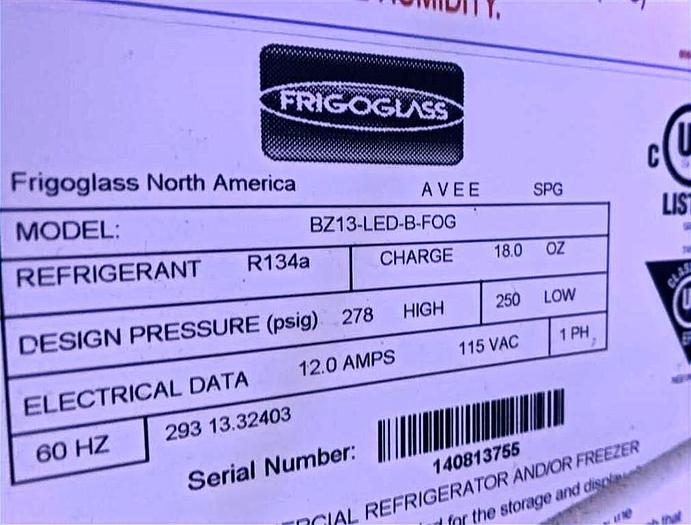 HUMIDITY.
FRIGOGLASS
Frigoglass North America AVEE SPG
MODEL: BZ13-LED-B-FOG
REFRIGERANT R134a CHARGE 18.0 OZ
DESIGN PRESSURE (psig) 278 HIGH 250 LOW
ELECTRICAL DATA 12.0 AMPS 115 VAC 1 PH
60 HZ 293 13.32403
Serial Number:
140813755
REFRIGERATOR AND/OR FREEZER
for the storage and
C U
LIST